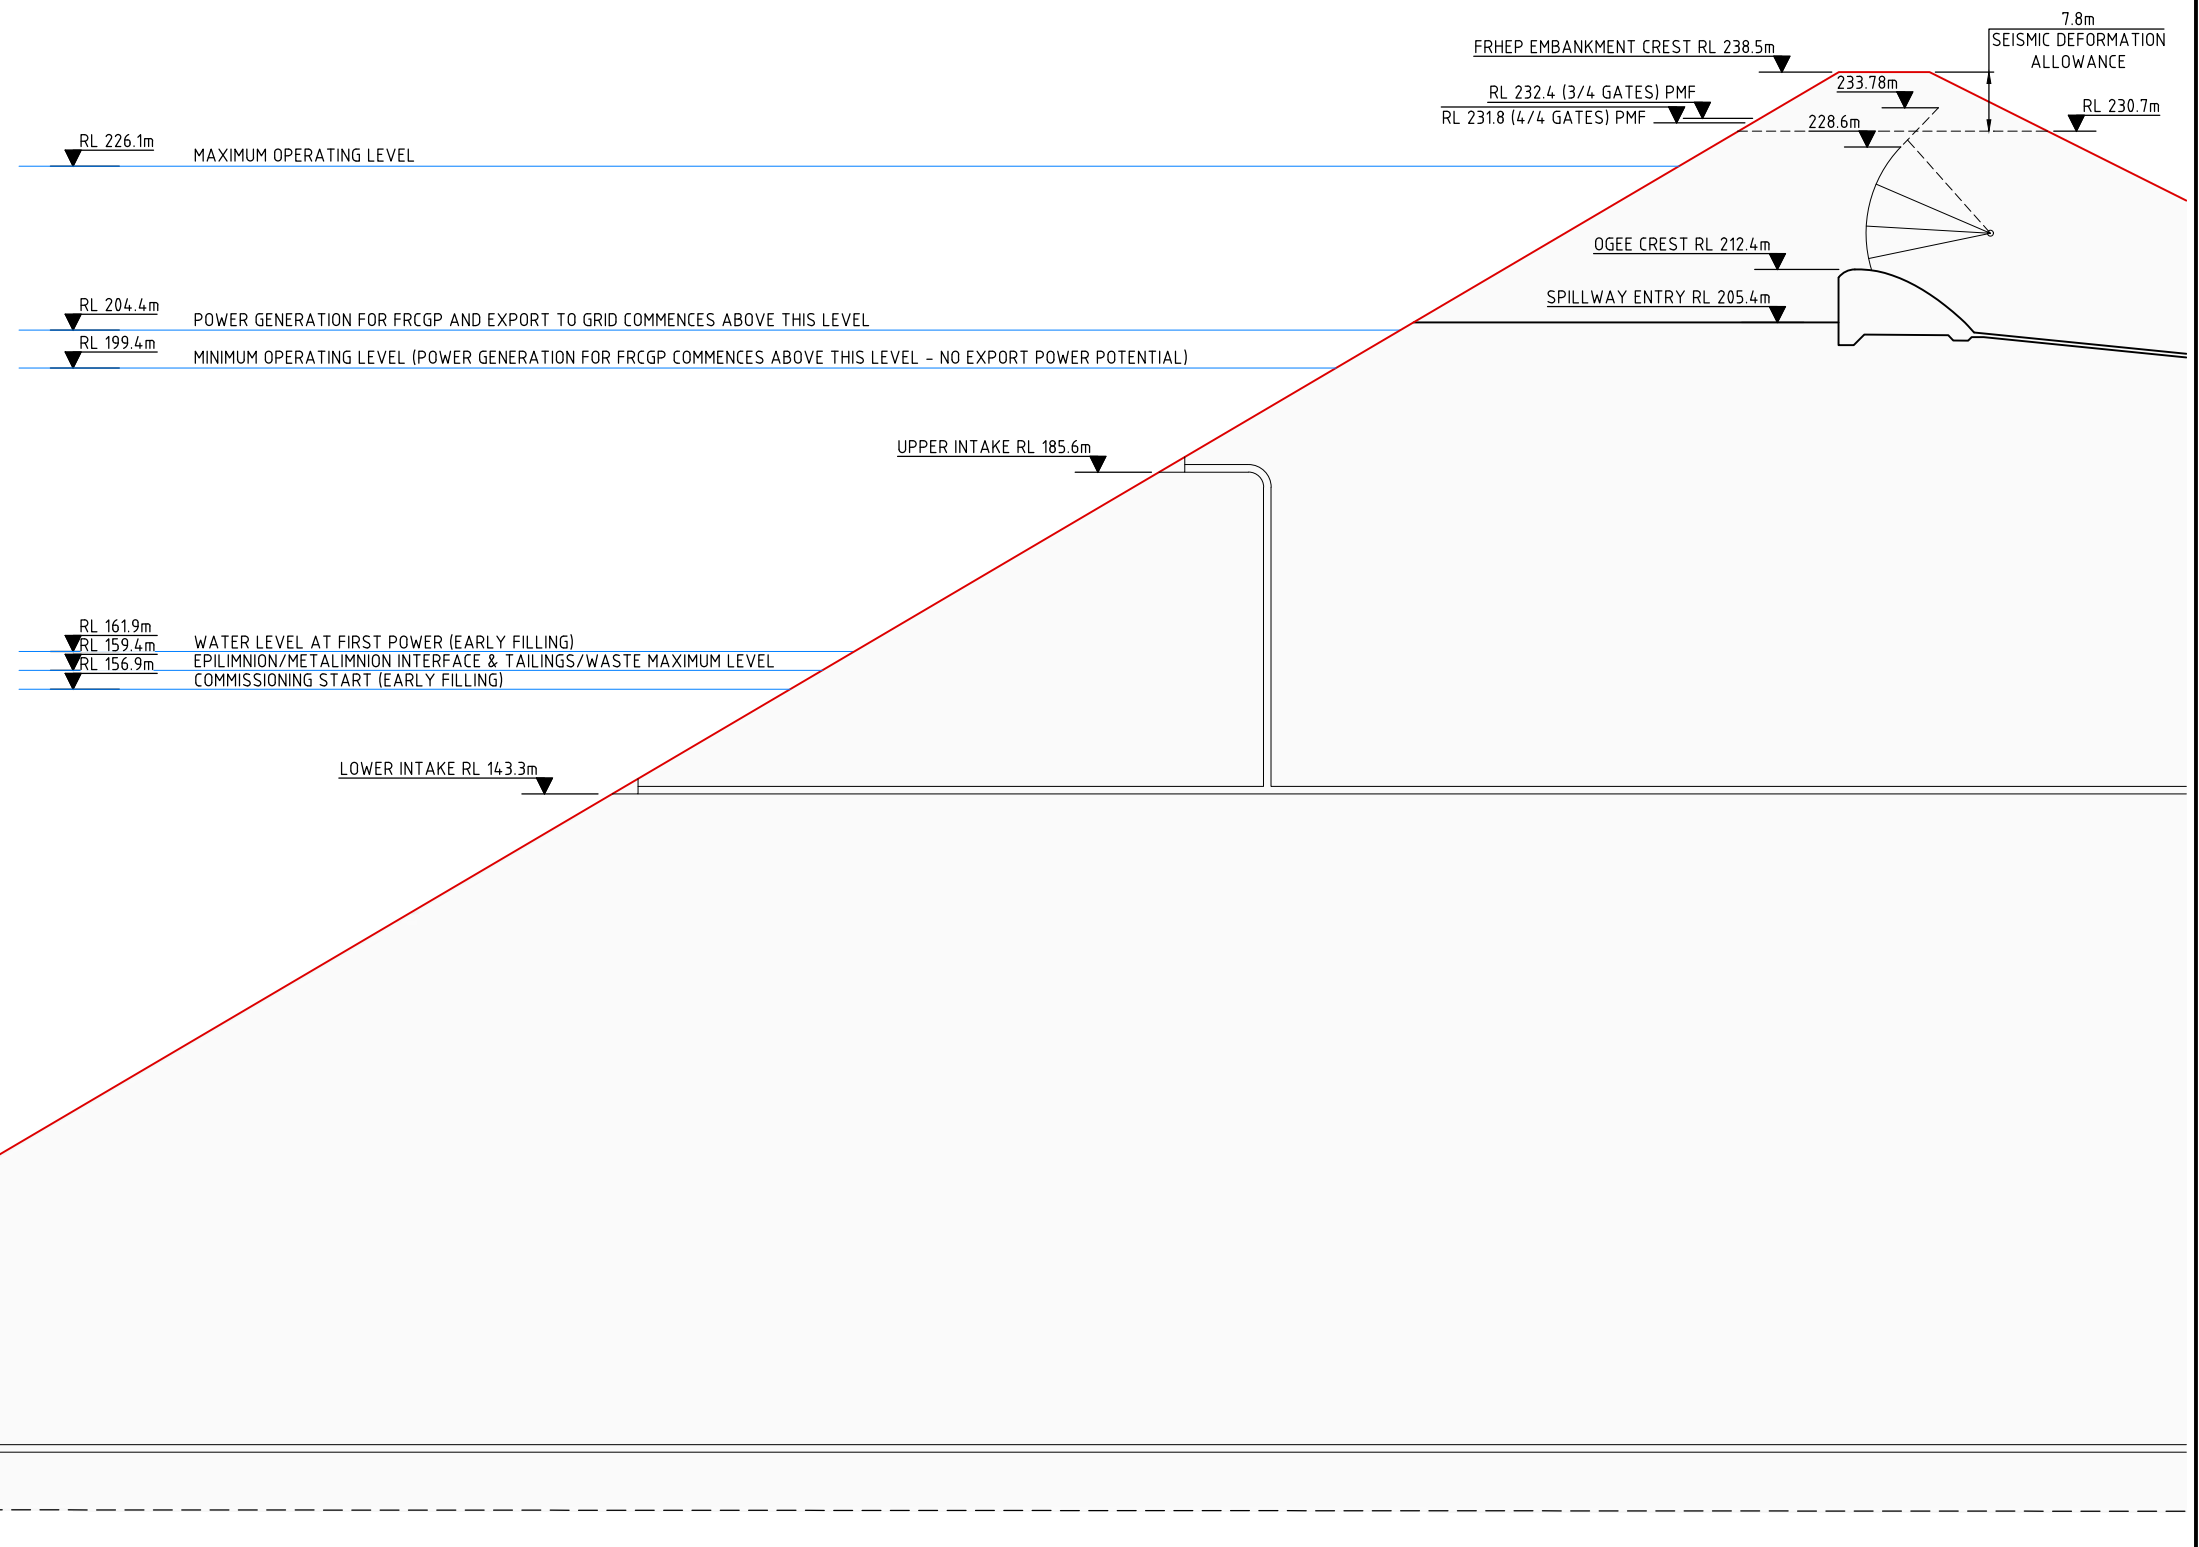 7.8m
SEISMIC DEFORMATION
ALLOWANCE
FRHEP EMBANKMENT CREST RL 238.5m
233.78m
RL 232.4 (3/4 GATES) PMF
RL 230.7m
RL 231.8 (4/4 GATES) PMF
228.6m
RL 226.1m
MAXIMUM OPERATING LEVEL
OGEE CREST RL 212.4m
SPILLWAY ENTRY RL 205.4m
RL 204.4m
POWER GENERATION FOR FRCGP AND EXPORT TO GRID COMMENCES ABOVE THIS LEVEL
RL 199.4m
MINIMUM OPERATING LEVEL (POWER GENERATION FOR FRCGP COMMENCES ABOVE THIS LEVEL - NO EXPORT POWER POTENTIAL)
UPPER INTAKE RL 185.6m
RL 161.9m
WATER LEVEL AT FIRST POWER (EARLY FILLING)
RL 159.4m
EPILIMNION/METALIMNION INTERFACE & TAILINGS/WASTE MAXIMUM LEVEL
RL 156.9m
COMMISSIONING START (EARLY FILLING)
LOWER INTAKE RL 143.3m